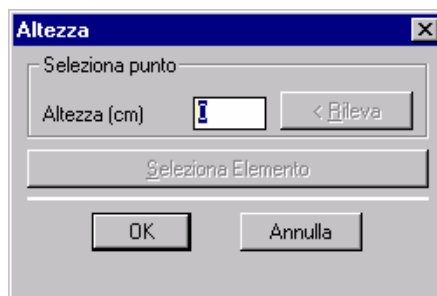 Altezza
Seleziona punto
Altezza (cm)
< Rileva
Seleziona Elemento
OK
Annulla